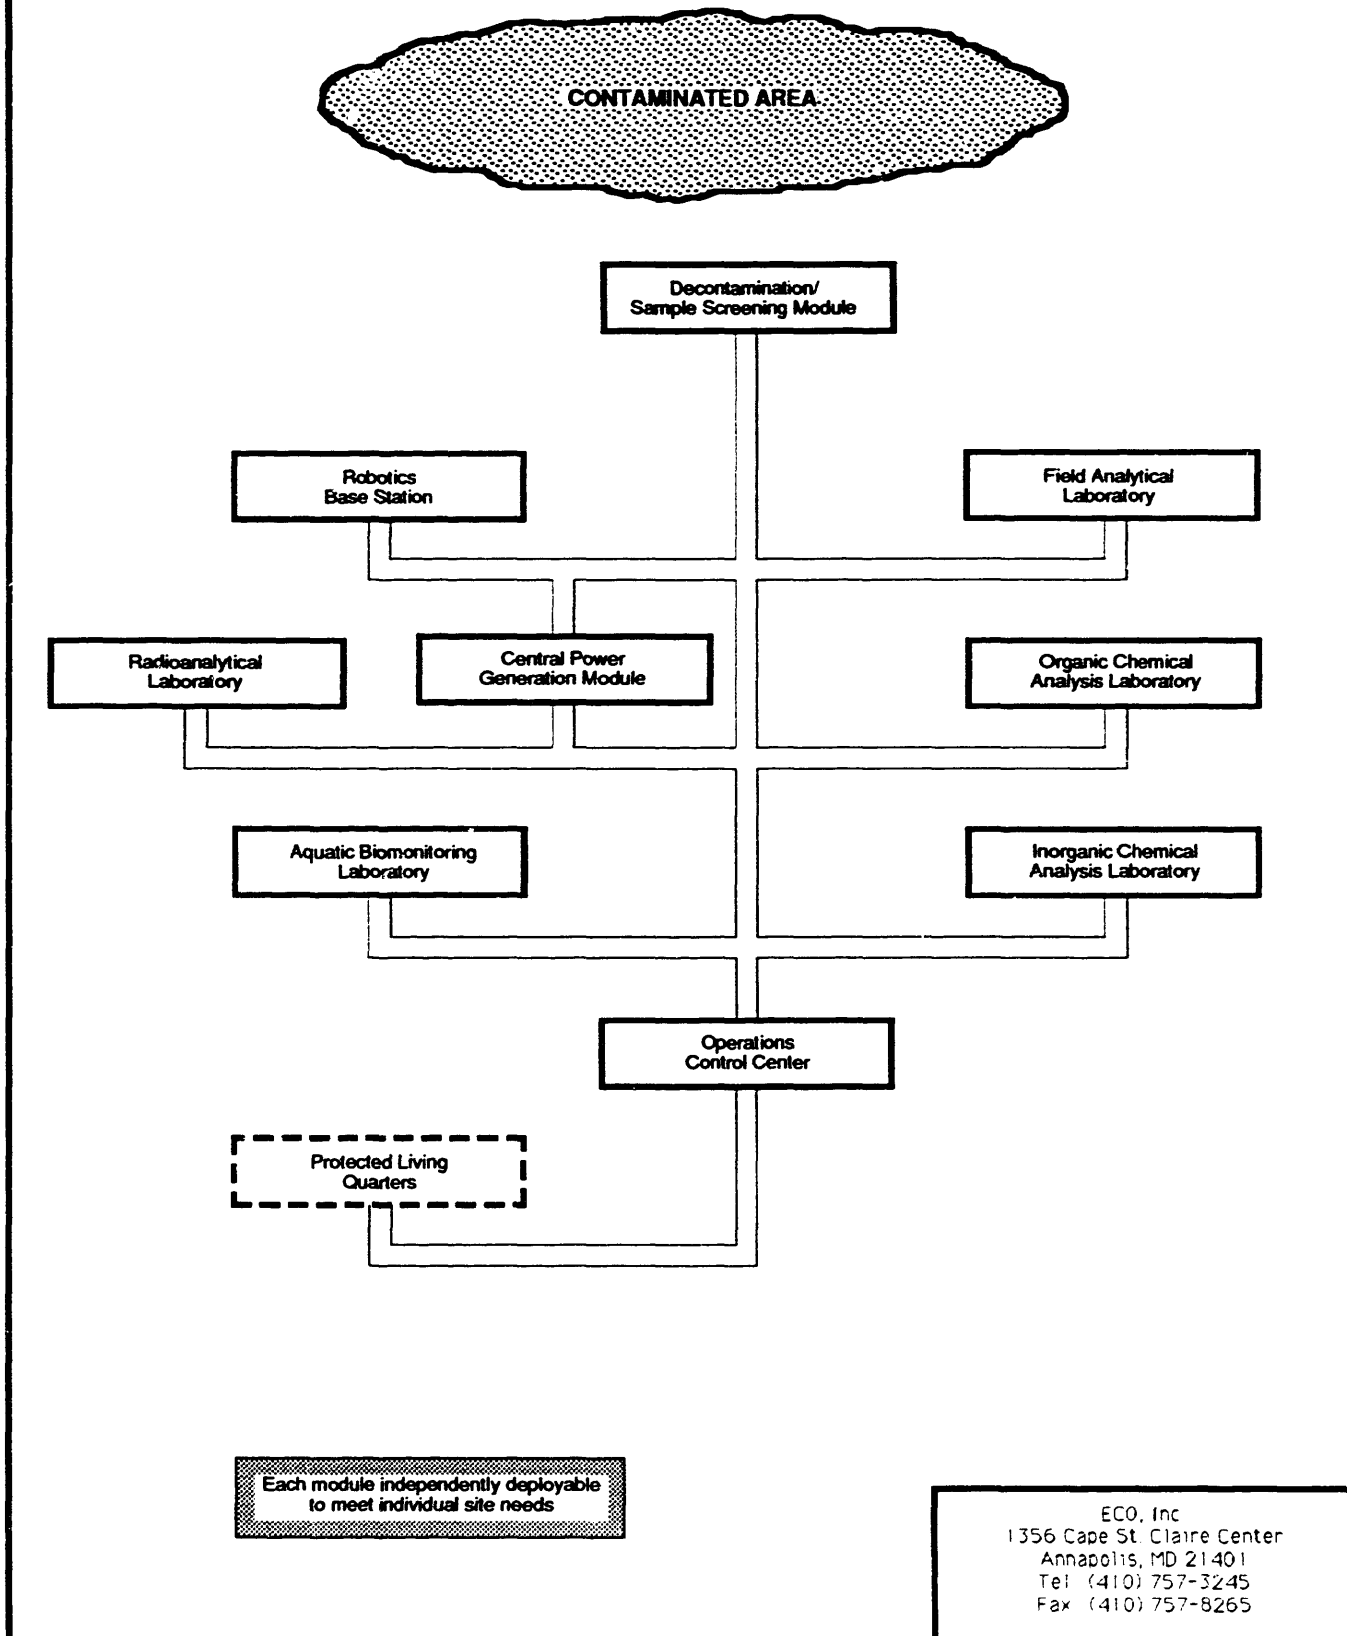 CONTAMINATED AREA
Decontamination/
Sample Screening Module
Robotics
Base Station
Field Analytical
Laboratory
Radioanalytical
Laboratory
Central Power
Generation Module
Organic Chemical
Analysis Laboratory
Aquatic Biomonitoring
Laboratory
Inorganic Chemical
Analysis Laboratory
Operations
Control Center
Protected Living
Quarters
Each module independently deployable
to meet individual site needs
ECO, Inc
1356 Cape St. Claire Center
Annapolis, MD 21401
Tel (410) 757-3245
Fax (410) 757-8265